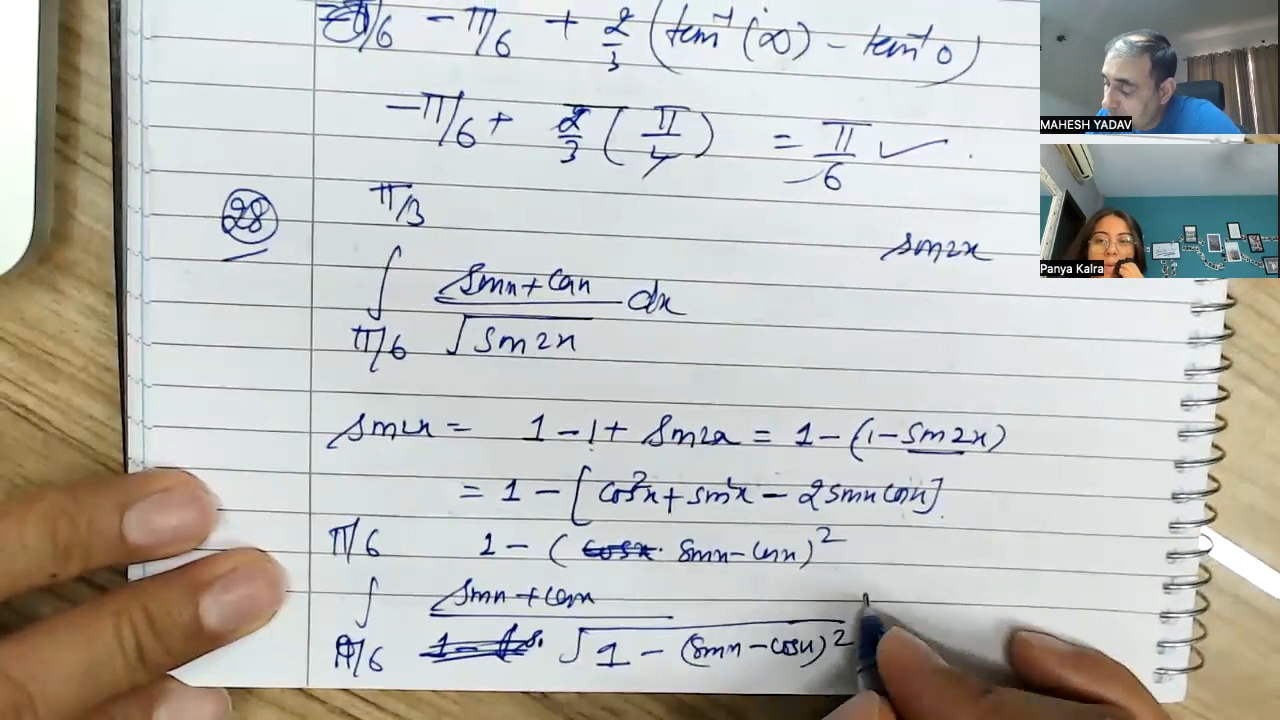 π/6 - π/6 + 2/3 (tan⁻¹(∞) - tan⁻¹0)
-π/6 + 2/3 (π/4) = π/6 ✓.
28
π/3
∫ sinx+cosx dx
π/6 √sin2x
sin2x
sin2x = 1-1+ sin2x = 1-(1-sin2x)
= 1-[cos²x+sin²x-2sinxcosx]
π/6 1-(sinx-cosx)²
∫ sinx+cosx
π/6 √1-(sinx-cosx)²
MAHESH YADAV
Panya Kalra